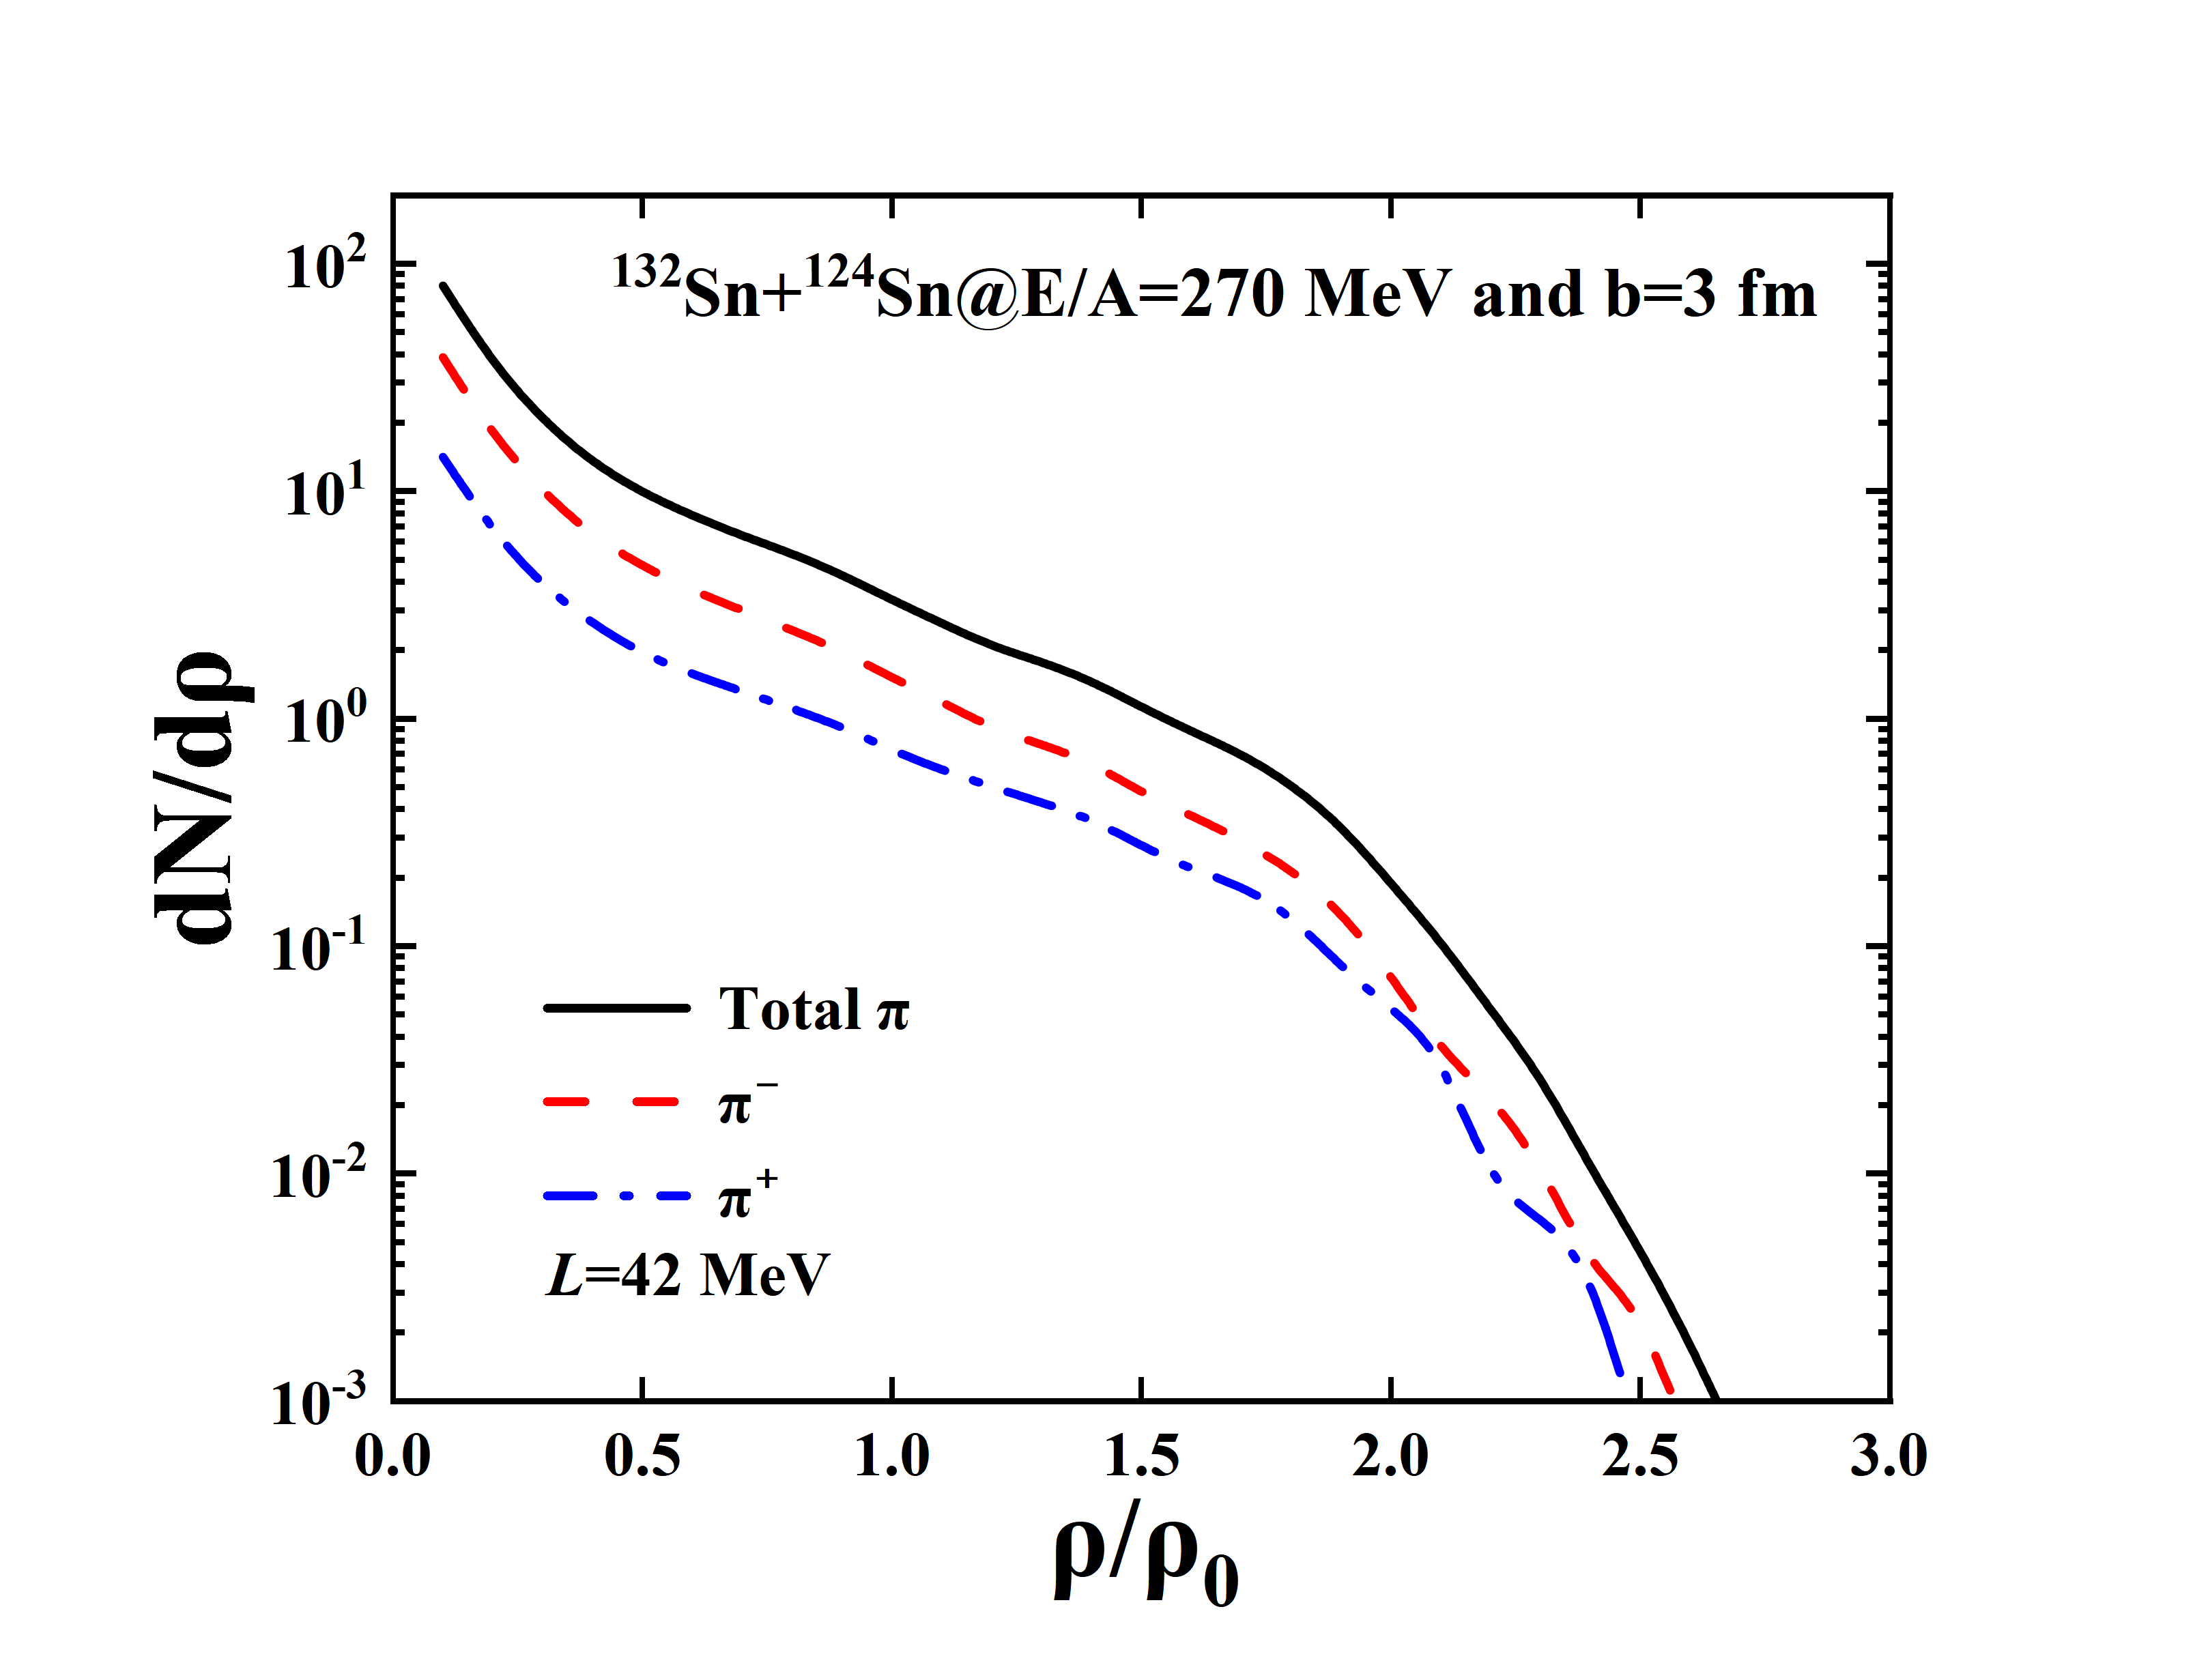 ¹³²Sn+¹²⁴Sn@E/A=270 MeV and b=3 fm
10²
10¹
10⁰
10⁻¹
10⁻²
10⁻³
dN/dρ
Total π
π⁻
π⁺
L=42 MeV
0.0 0.5 1.0 1.5 2.0 2.5 3.0
ρ/ρ₀